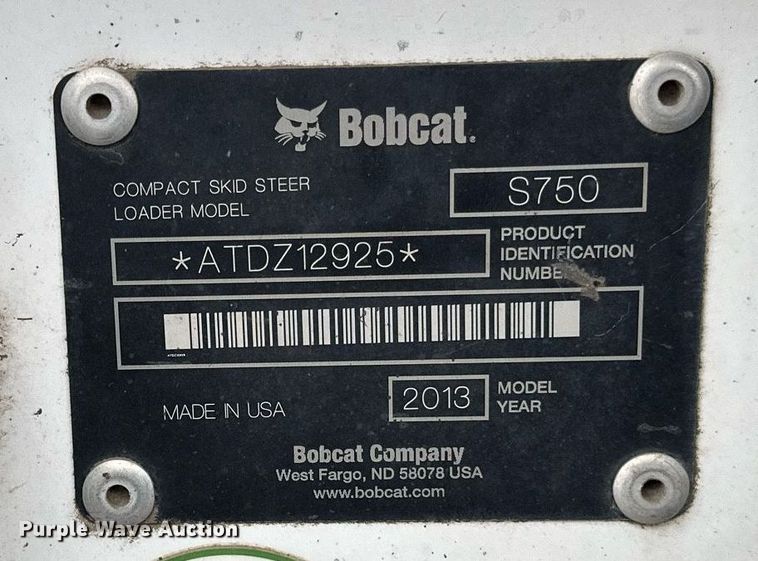 Bobcat.
COMPACT SKID STEER
LOADER MODEL
S750
*ATDZ12925*
PRODUCT
IDENTIFICATION
NUMBER
MADE IN USA
2013
MODEL
YEAR
Bobcat Company
West Fargo, ND 58078 USA
www.bobcat.com
Purple Wave Auction